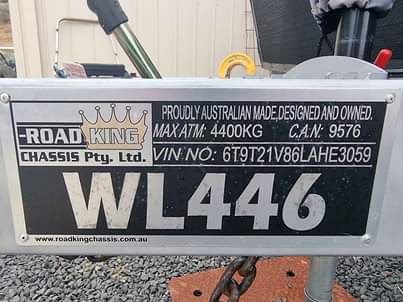 -ROAD KING
CHASSIS Pty. Ltd.
PROUDLY AUSTRALIAN MADE, DESIGNED AND OWNED.
MAX ATM: 4400KG C.A.N: 9576
VIN NO: 6T9T21V86LAHE3059
WL446
www.roadkingchassis.com.au